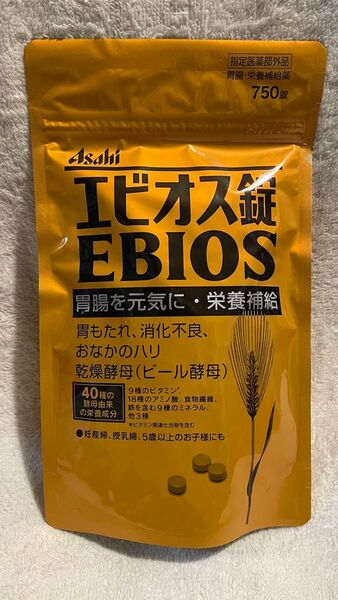 指定医薬部外品
胃腸・栄養補給薬
750錠
Asahi
エビオス錠
EBIOS
胃腸を元気に・栄養補給
胃もたれ、消化不良、
おなかのハリ
乾燥酵母(ビール酵母)
40種の
酵母由来
の栄養成分
9種のビタミン*、
18種のアミノ酸、食物繊維、
鉄を含む9種のミネラル、
他3種
*ビタミン関連化合物を含む
●妊産婦、授乳婦、5歳以上のお子様にも